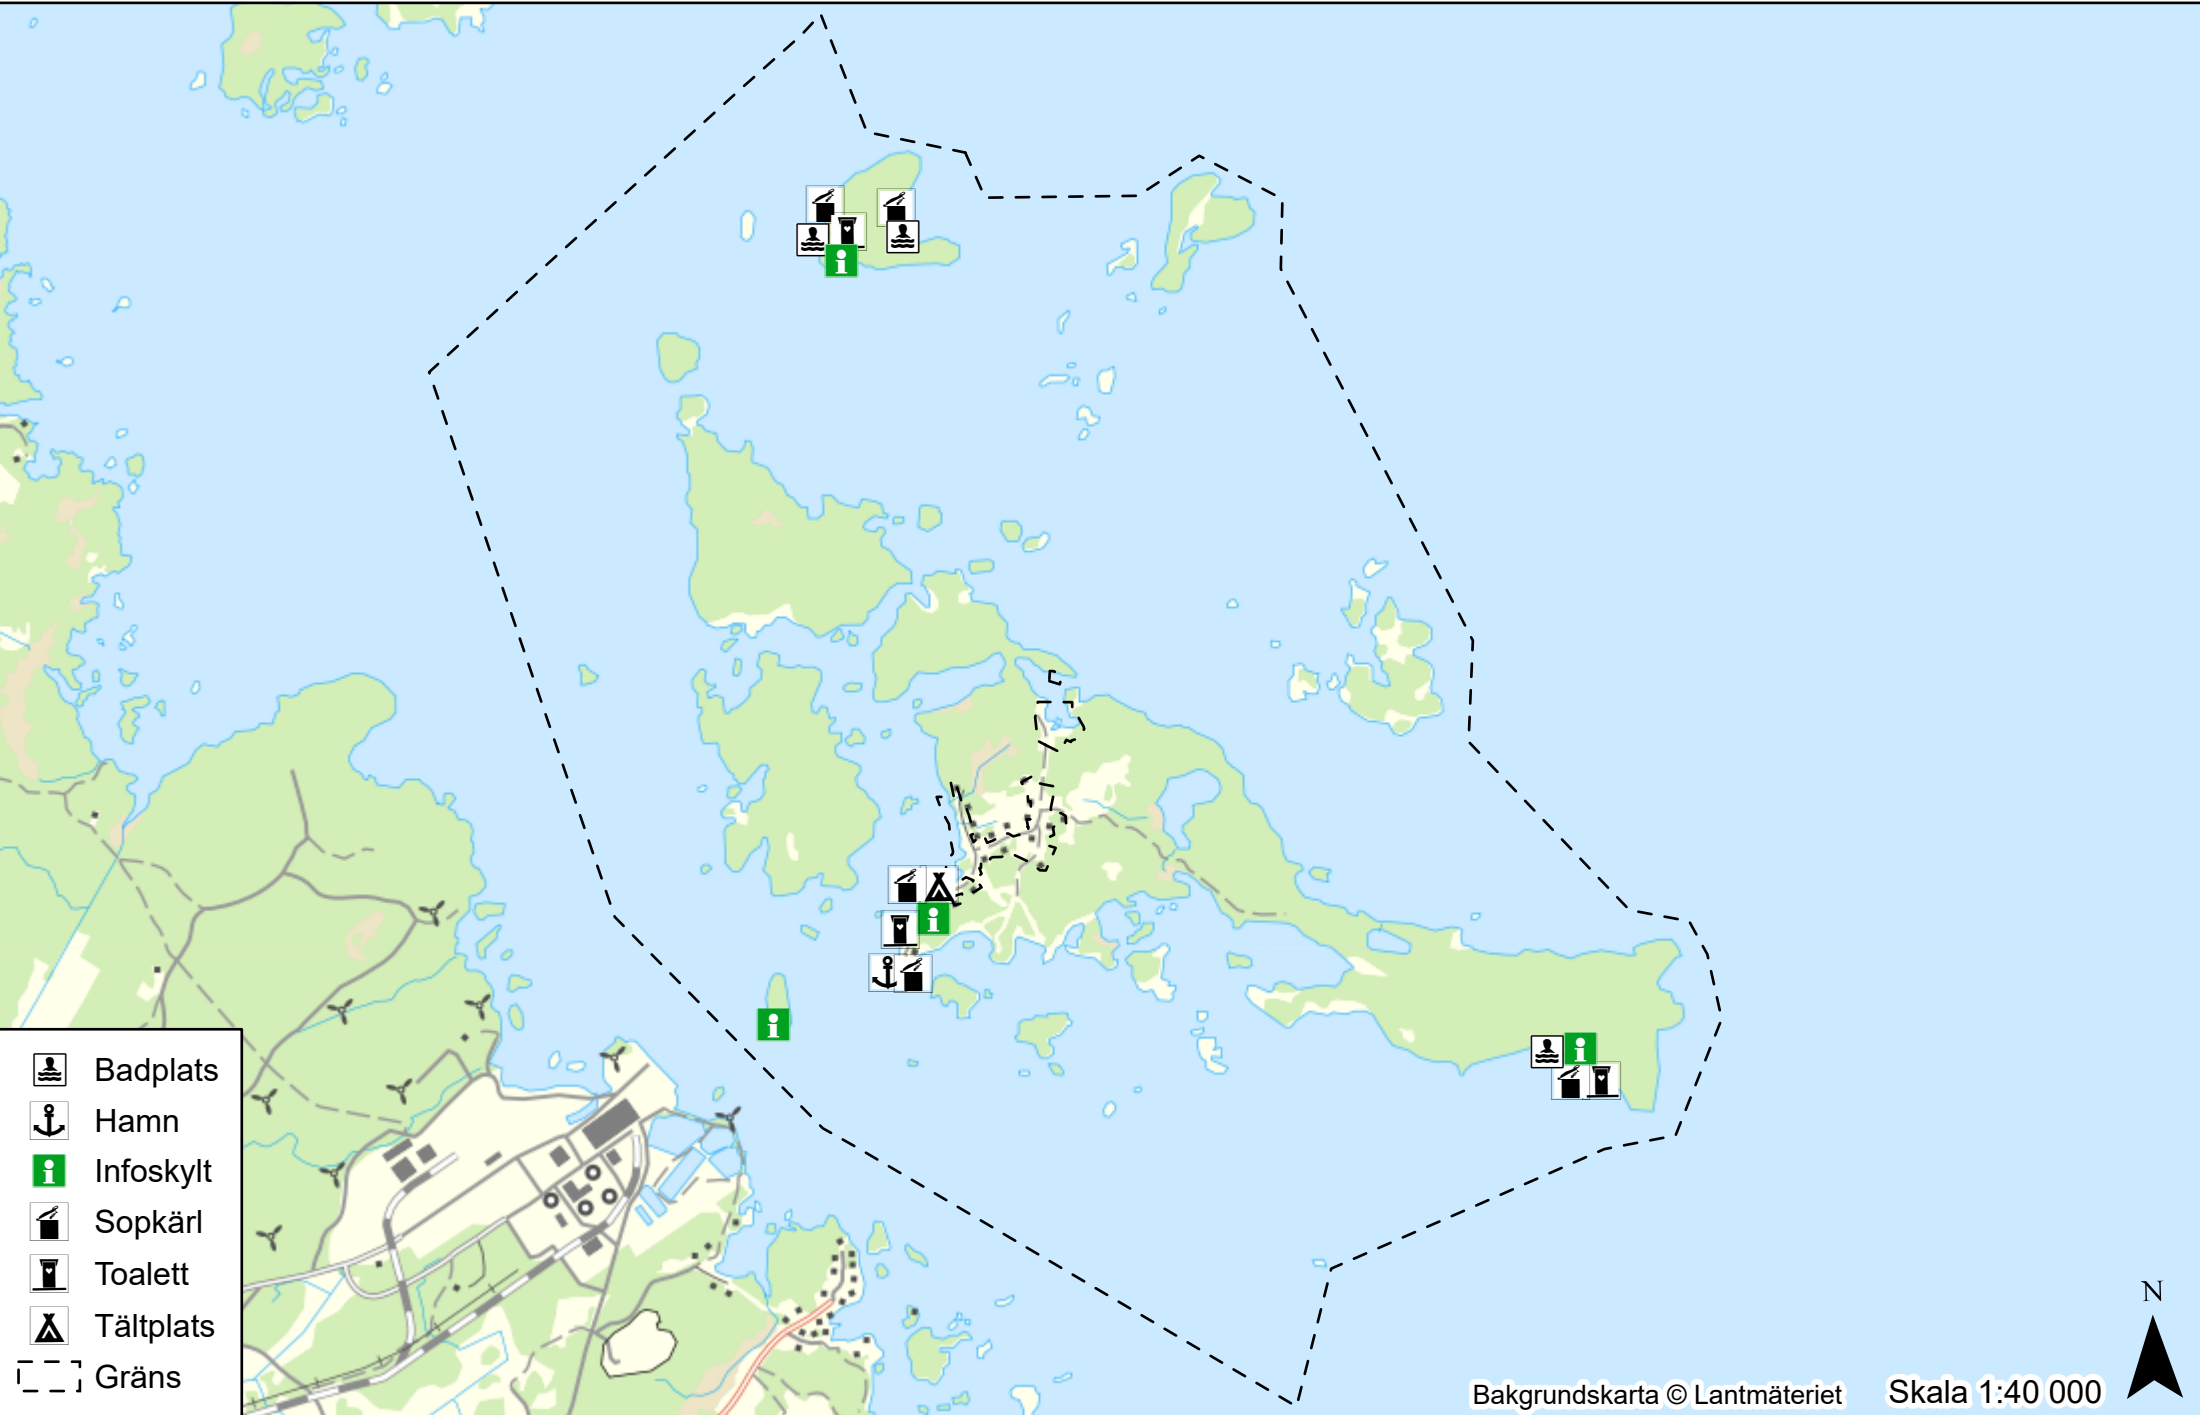 Badplats
Hamn
Infoskylt
Sopkärl
Toalett
Tältplats
Gräns
N
Bakgrundskarta © Lantmäteriet
Skala 1:40 000